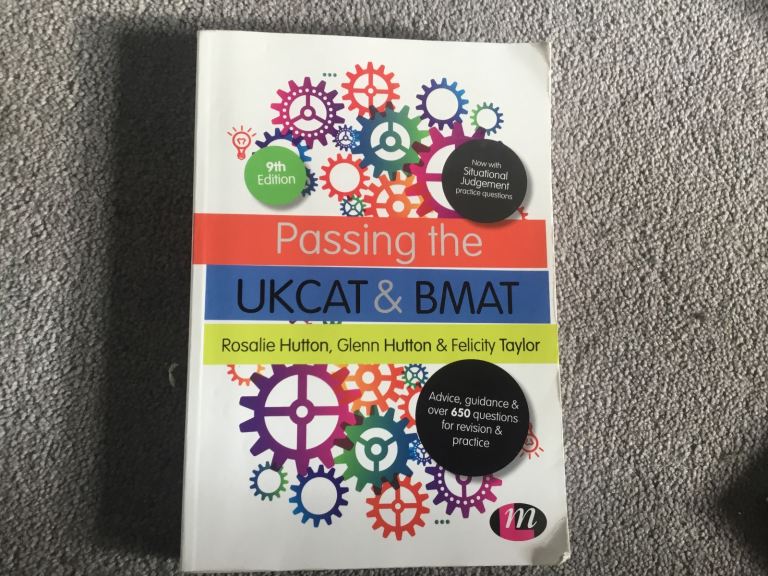 9th
Edition
Now with
Situational
Judgement
practice questions
Passing the
UKCAT & BMAT
Rosalie Hutton, Glenn Hutton & Felicity Taylor
Advice, guidance &
over 650 questions
for revision &
practice
m